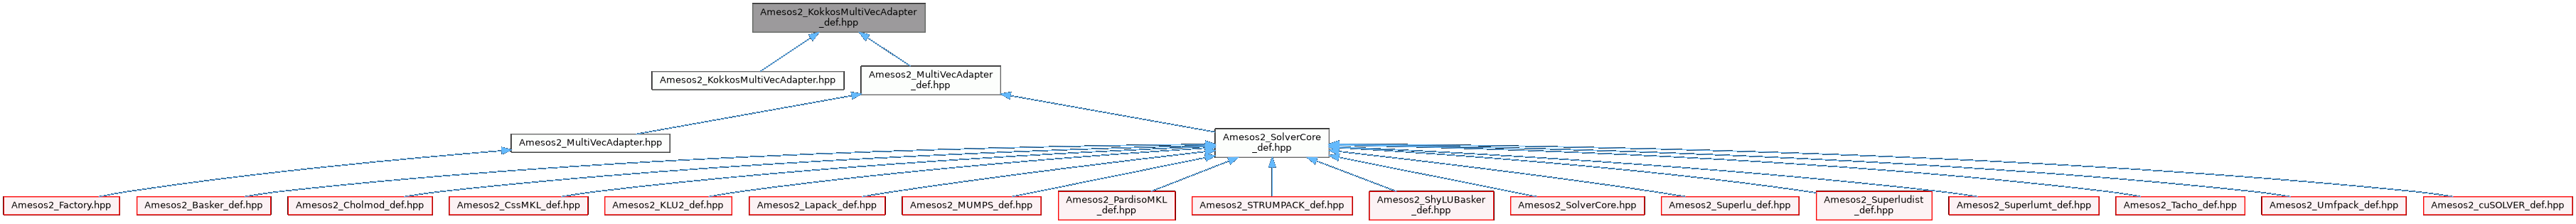 Amesos2_KokkosMultiVecAdapter
_def.hpp
Amesos2_KokkosMultiVecAdapter.hpp
Amesos2_MultiVecAdapter
_def.hpp
Amesos2_MultiVecAdapter.hpp
Amesos2_SolverCore
_def.hpp
Amesos2_Factory.hpp
Amesos2_Basker_def.hpp
Amesos2_Cholmod_def.hpp
Amesos2_CssMKL_def.hpp
Amesos2_KLU2_def.hpp
Amesos2_Lapack_def.hpp
Amesos2_MUMPS_def.hpp
Amesos2_PardisoMKL
_def.hpp
Amesos2_STRUMPACK_def.hpp
Amesos2_ShyLUBasker
_def.hpp
Amesos2_SolverCore.hpp
Amesos2_Superlu_def.hpp
Amesos2_Superludist
_def.hpp
Amesos2_Superlumt_def.hpp
Amesos2_Tacho_def.hpp
Amesos2_Umfpack_def.hpp
Amesos2_cuSOLVER_def.hpp